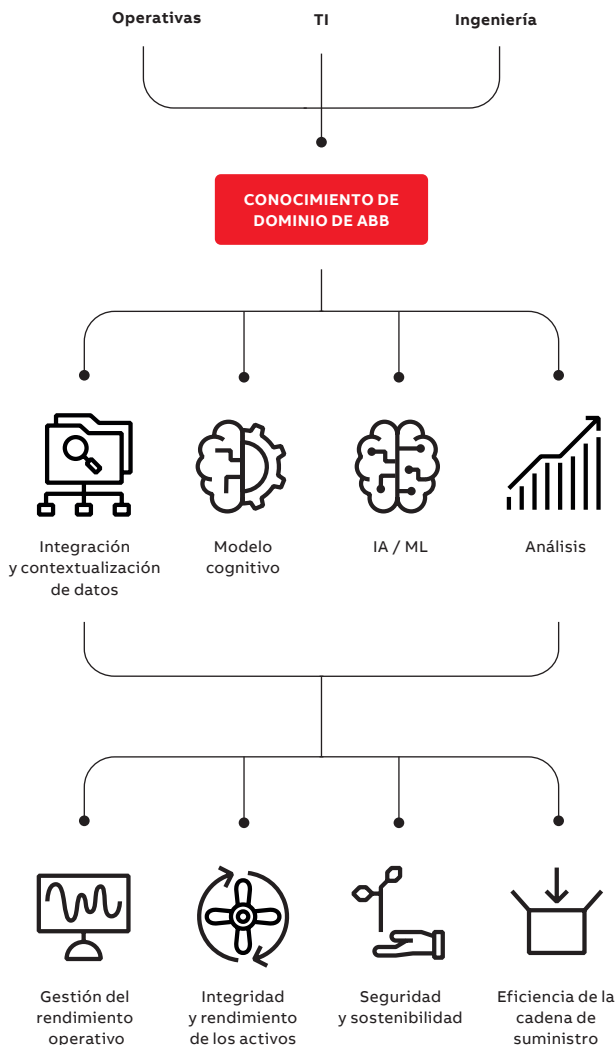 Operativas
TI
Ingeniería
CONOCIMIENTO DE
DOMINIO DE ABB
Integración
y contextualización
de datos
Modelo
cognitivo
IA / ML
Análisis
Gestión del
rendimiento
operativo
Integridad
y rendimiento
de los activos
Seguridad
y sostenibilidad
Eficiencia de la
cadena de
suministro